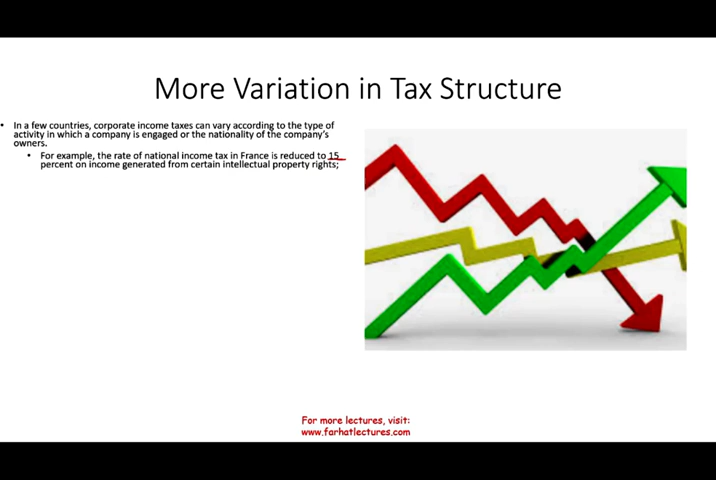 More Variation in Tax Structure
• In a few countries, corporate income taxes can vary according to the type of
activity in which a company is engaged or the nationality of the company's
owners.
• For example, the rate of national income tax in France is reduced to 15
percent on income generated from certain intellectual property rights;
For more lectures, visit:
www.farhatlectures.com